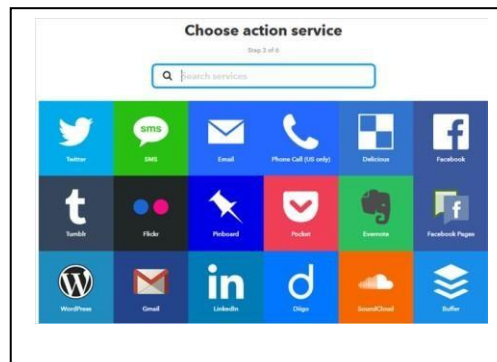 Choose action service
Step 3 of 6
Search services
sms
Twitter SMS Email Phone Call (US only) Delicious Facebook
t
Tumblr Flickr Pinboard Pocket Evernote Facebook Pages
WordPress Gmail LinkedIn Diigo SoundCloud Buffer